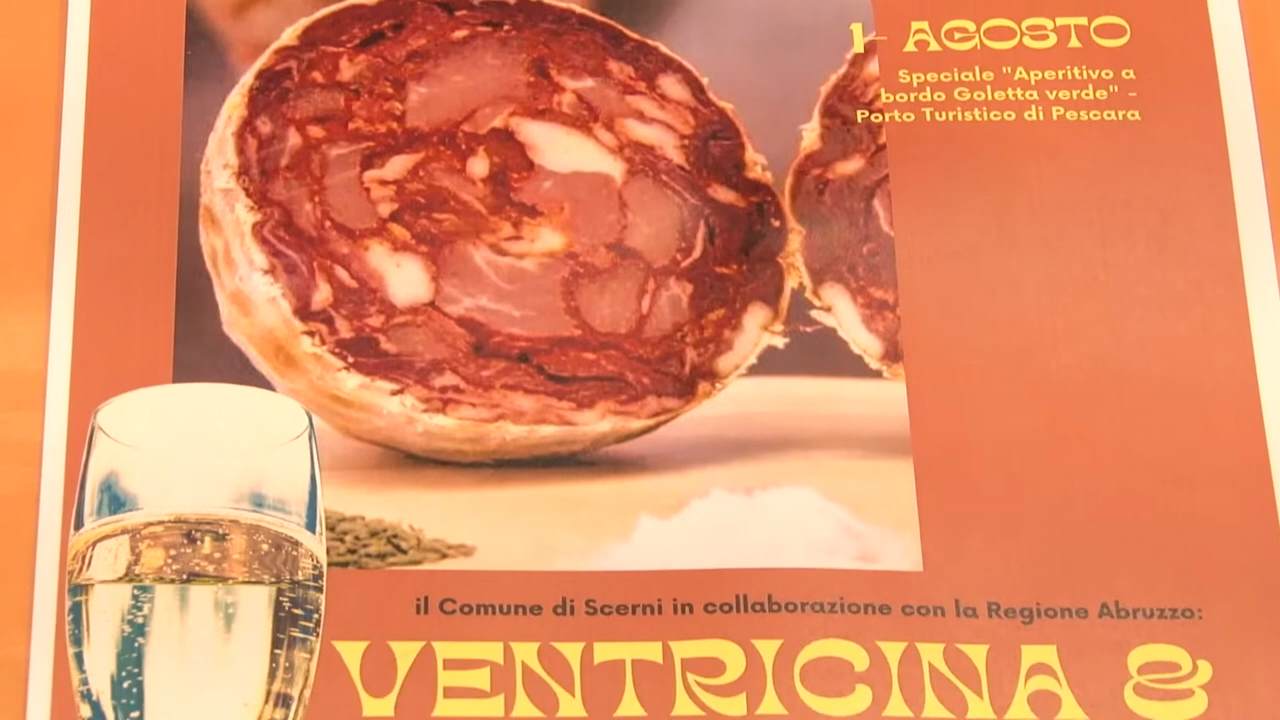 1- AGOSTO
Speciale "Aperitivo a
bordo Goletta verde" -
Porto Turistico di Pescara
il Comune di Scerni in collaborazione con la Regione Abruzzo:
VENTRICINA &